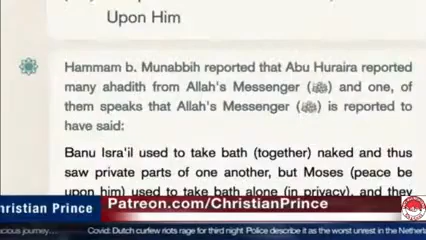 Upon Him
Hammam b. Munabbih reported that Abu Huraira reported
many ahadith from Allah's Messenger (ﷺ) and one, of
them speaks that Allah's Messenger (ﷺ) is reported to
have said:
Banu Isra'il used to take bath (together) naked and thus
saw private parts of one another, but Moses (peace be
upon him) used to take bath alone (in privacy), and they
hristian Prince
Patreon.com/ChristianPrince
acious journey....
Covid: Dutch curfew riots rage for third night Police describe it as the worst unrest in the Netherl